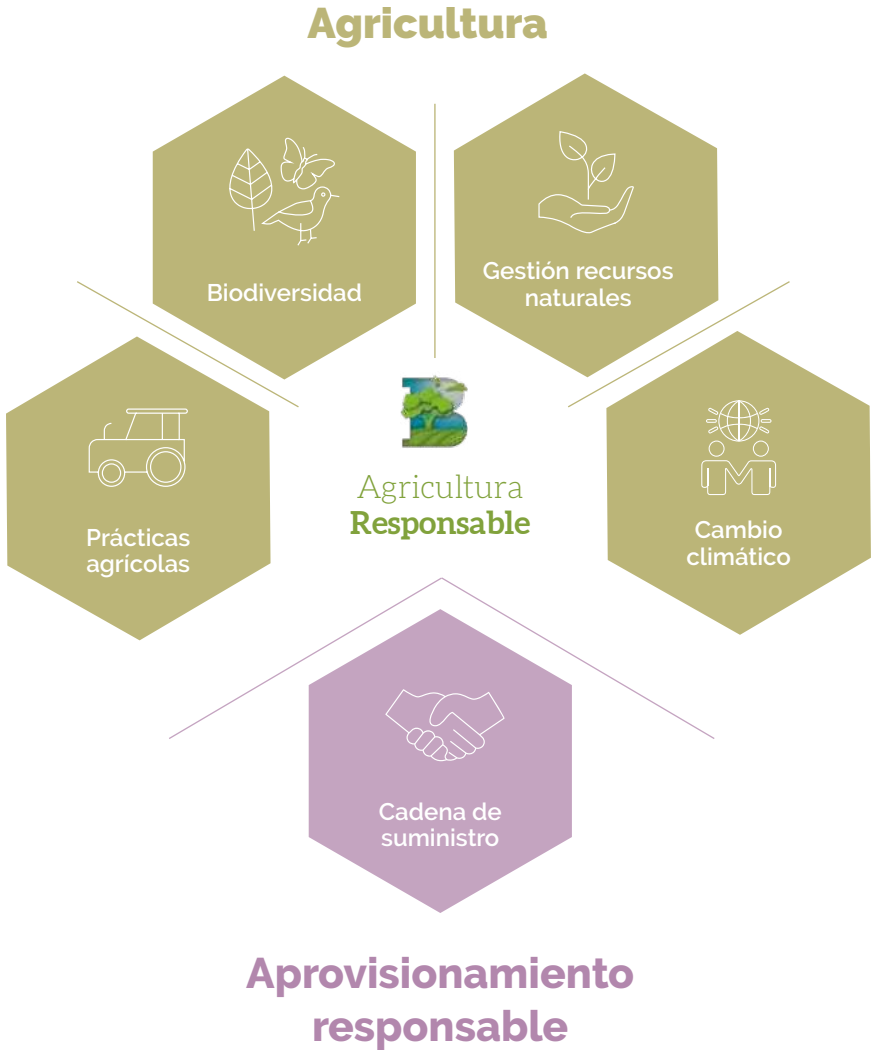 Agricultura
Biodiversidad
Gestión recursos
naturales
Prácticas
agrícolas
B
Agricultura
Responsable
Cambio
climático
Cadena de
suministro
Aprovisionamiento
responsable